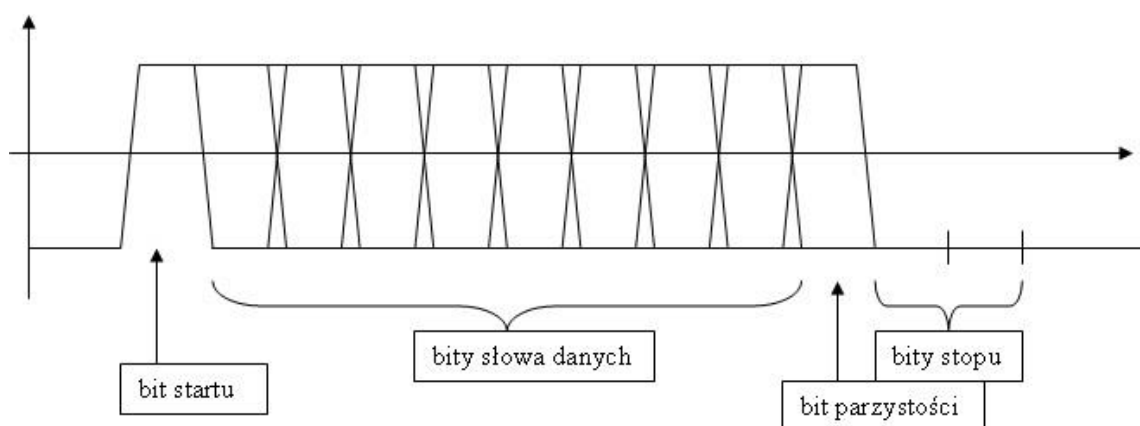 bity słowa danych
bity stopu
bit startu
bit parzystości